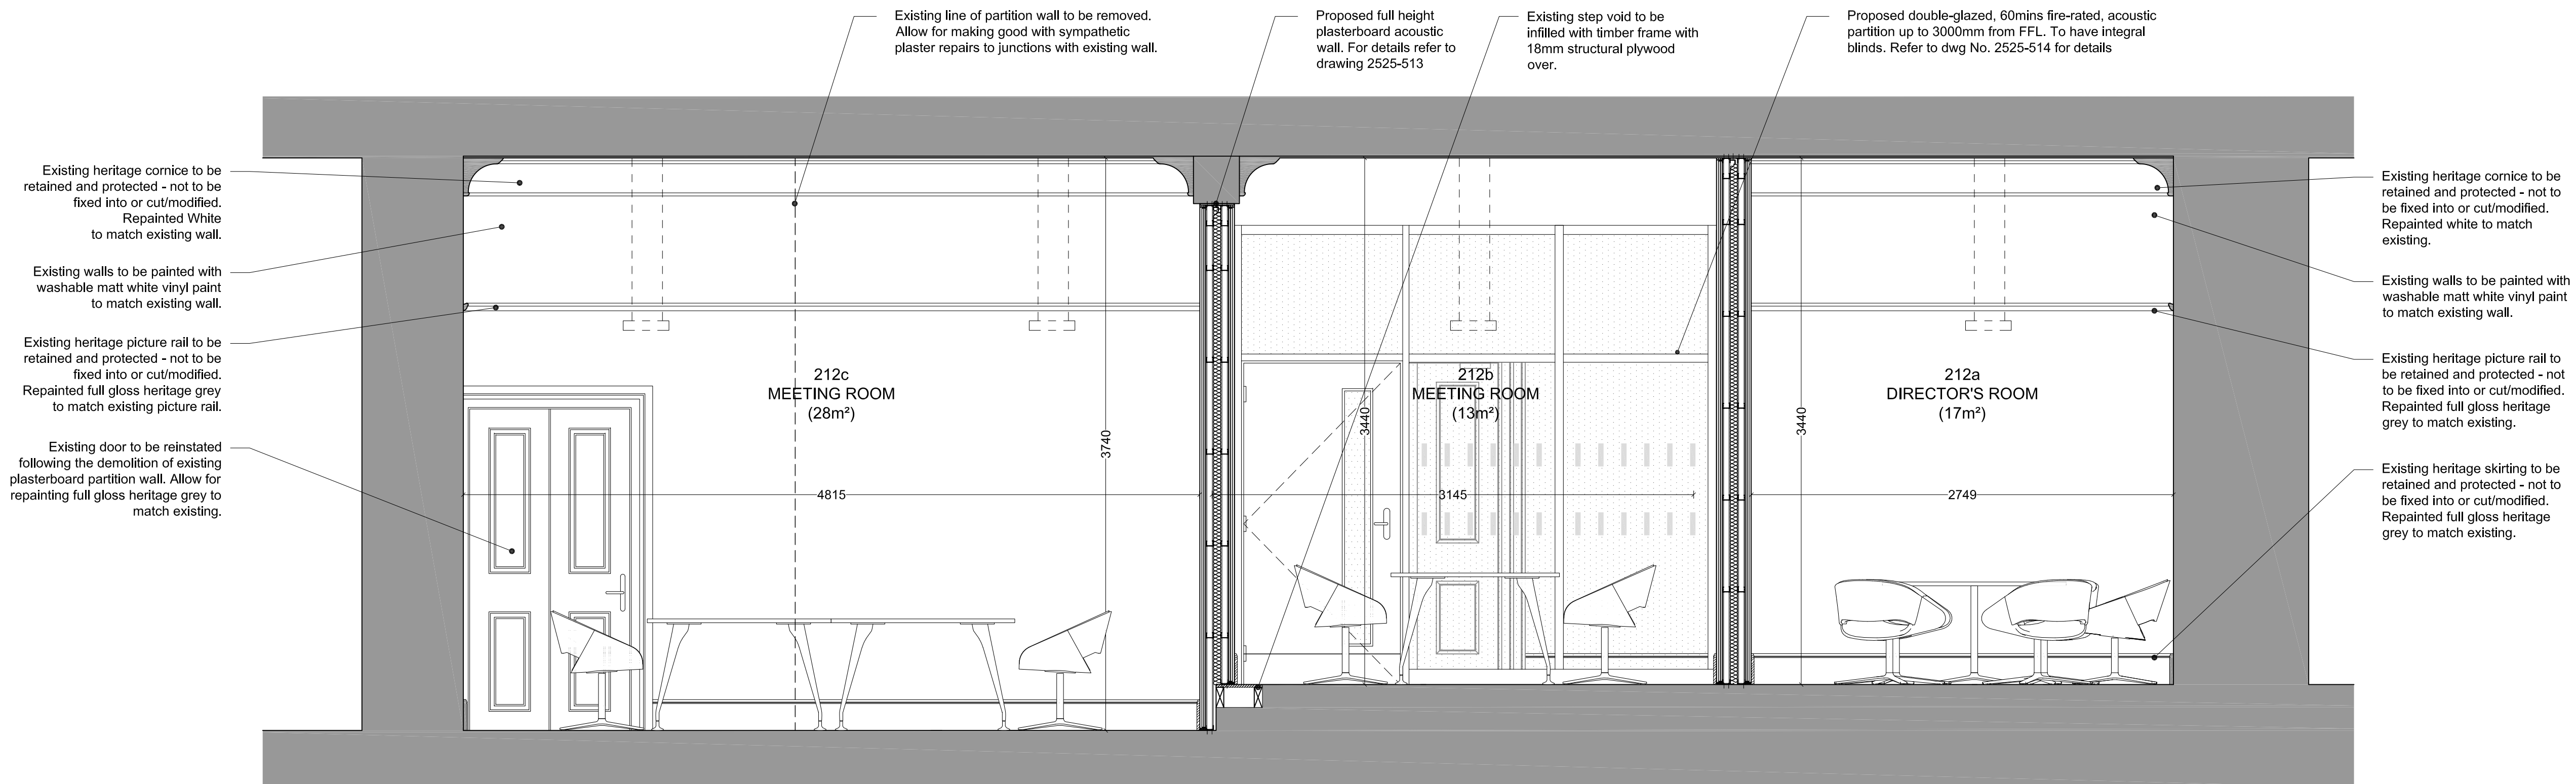 Existing line of partition wall to be removed.
Allow for making good with sympathetic
plaster repairs to junctions with existing wall.
Proposed full height
plasterboard acoustic
wall. For details refer to
drawing 2525-513
Existing step void to be
infilled with timber frame with
18mm structural plywood
over.
Proposed double-glazed, 60mins fire-rated, acoustic
partition up to 3000mm from FFL. To have integral
blinds. Refer to dwg No. 2525-514 for details
Existing heritage cornice to be
retained and protected - not to be
fixed into or cut/modified.
Repainted White
to match existing wall.
Existing walls to be painted with
washable matt white vinyl paint
to match existing wall.
Existing heritage picture rail to be
retained and protected - not to be
fixed into or cut/modified.
Repainted full gloss heritage grey
to match existing picture rail.
Existing door to be reinstated
following the demolition of existing
plasterboard partition wall. Allow for
repainting full gloss heritage grey to
match existing.
212c
MEETING ROOM
(28m²)
3740
4815
212b
MEETING ROOM
(13m²)
3440
3145
212a
DIRECTOR'S ROOM
(17m²)
3440
2749
Existing heritage cornice to be
retained and protected - not to
be fixed into or cut/modified.
Repainted white to match
existing.
Existing walls to be painted with
washable matt white vinyl paint
to match existing wall.
Existing heritage picture rail to
be retained and protected - not
to be fixed into or cut/modified.
Repainted full gloss heritage
grey to match existing.
Existing heritage skirting to be
retained and protected - not to
be fixed into or cut/modified.
Repainted full gloss heritage
grey to match existing.